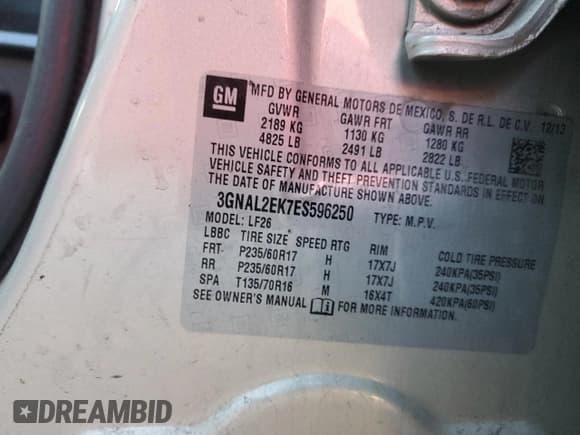 GM
MFD BY GENERAL MOTORS DE MEXICO, S. DE R.L. DE C.V. 12/13
GVWR GAWR FRT GAWR RR
2189 KG 1130 KG 1280 KG
4825 LB 2491 LB 2822 LB
THIS VEHICLE CONFORMS TO ALL APPLICABLE U.S. FEDERAL MOTOR
VEHICLE SAFETY AND THEFT PREVENTION STANDARDS IN EFFECT ON
THE DATE OF MANUFACTURE SHOWN ABOVE.
3GNAL2EK7ES596250 TYPE: M.P.V.
MODEL: LF26
LBBC TIRE SIZE SPEED RTG RIM COLD TIRE PRESSURE
FRT P235/60R17 H 17X7J 240KPA(35PSI)
RR P235/60R17 H 17X7J 240KPA(35PSI)
SPA T135/70R16 M 16X4T 420KPA(60PSI)
SEE OWNER'S MANUAL FOR MORE INFORMATION.
DREAMBID